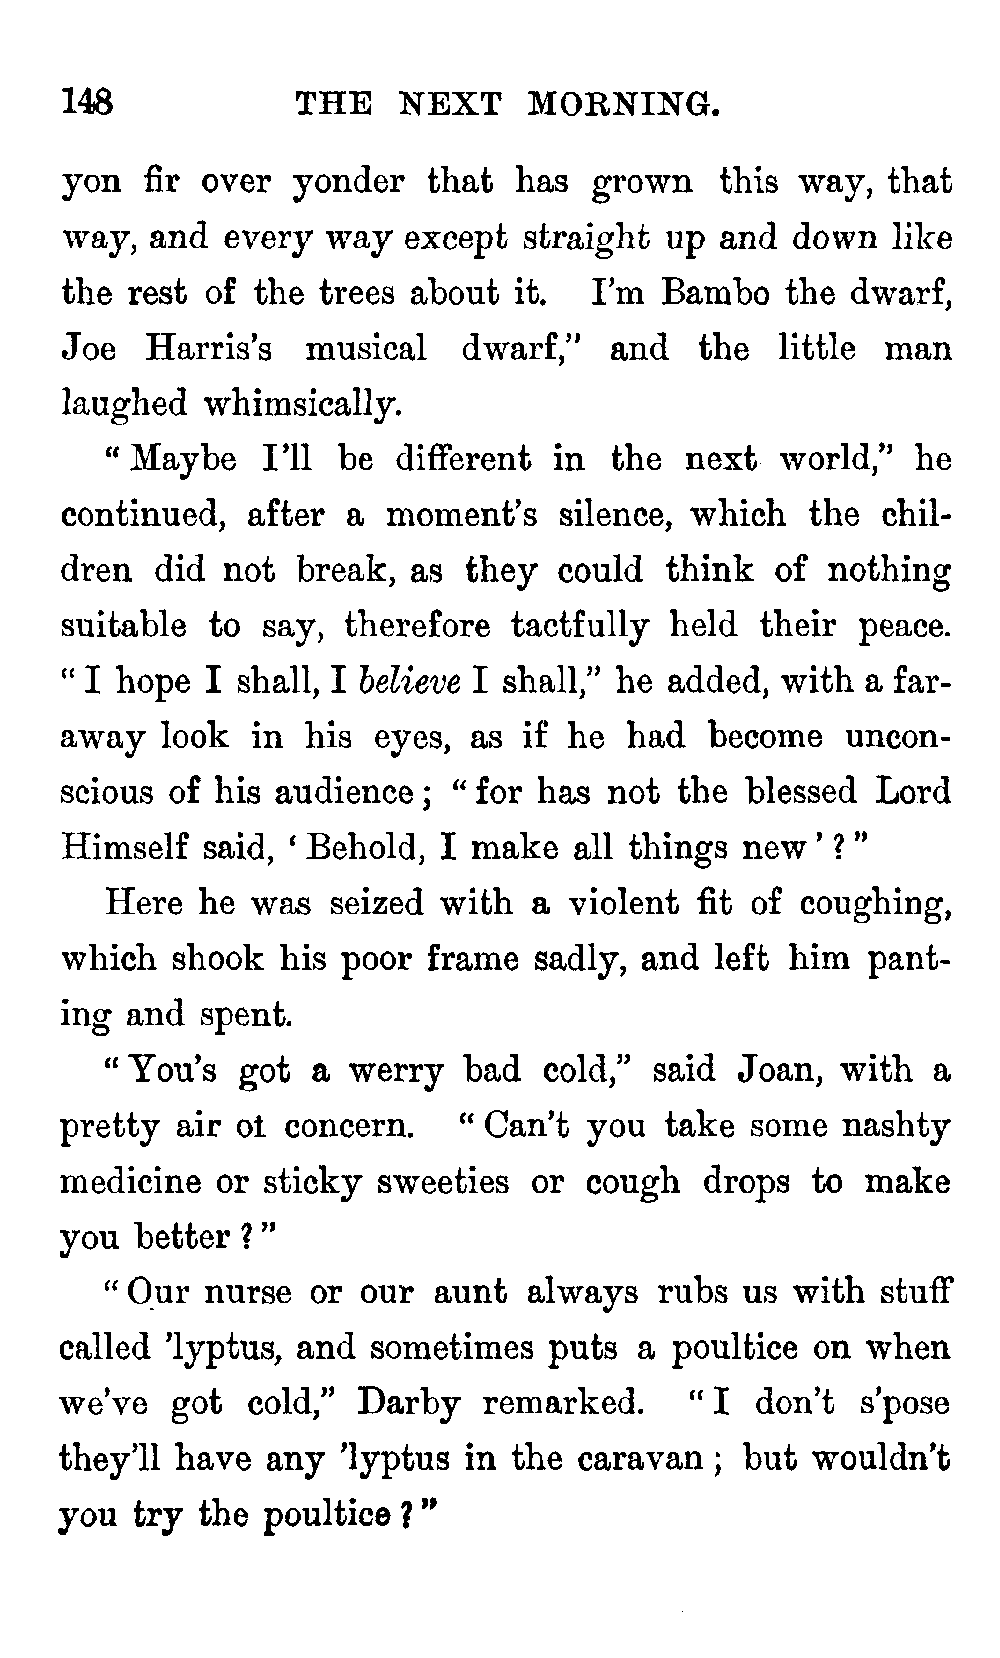 148 THE NEXT MORNING.
yon fir over yonder that has grown this way, that
way, and every way except straight up and down like
the rest of the trees about it. I'm Bambo the dwarf,
Joe Harris's musical dwarf," and the little man
laughed whimsically.
"Maybe I'll be different in the next world," he
continued, after a moment's silence, which the chil-
dren did not break, as they could think of nothing
suitable to say, therefore tactfully held their peace.
"I hope I shall, I believe I shall," he added, with a far-
away look in his eyes, as if he had become uncon-
scious of his audience; "for has not the blessed Lord
Himself said, 'Behold, I make all things new'?"
Here he was seized with a violent fit of coughing,
which shook his poor frame sadly, and left him pant-
ing and spent.
"You's got a werry bad cold," said Joan, with a
pretty air of concern. "Can't you take some nashty
medicine or sticky sweeties or cough drops to make
you better?"
"Our nurse or our aunt always rubs us with stuff
called 'lyptus, and sometimes puts a poultice on when
we've got cold," Darby remarked. "I don't s'pose
they'll have any 'lyptus in the caravan; but wouldn't
you try the poultice?"